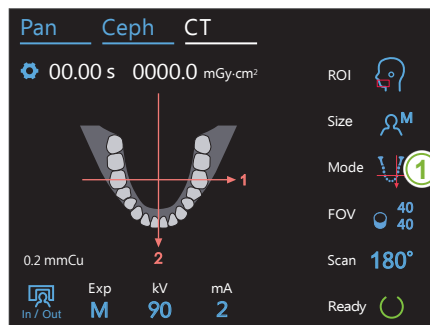 Pan Ceph CT
00.00 s 0000.0 mGy·cm²
ROI
Size M
Mode 1
1
2
FOV 40
40
0.2 mmCu
Scan 180°
Exp kV mA
In / Out M 90 2
Ready